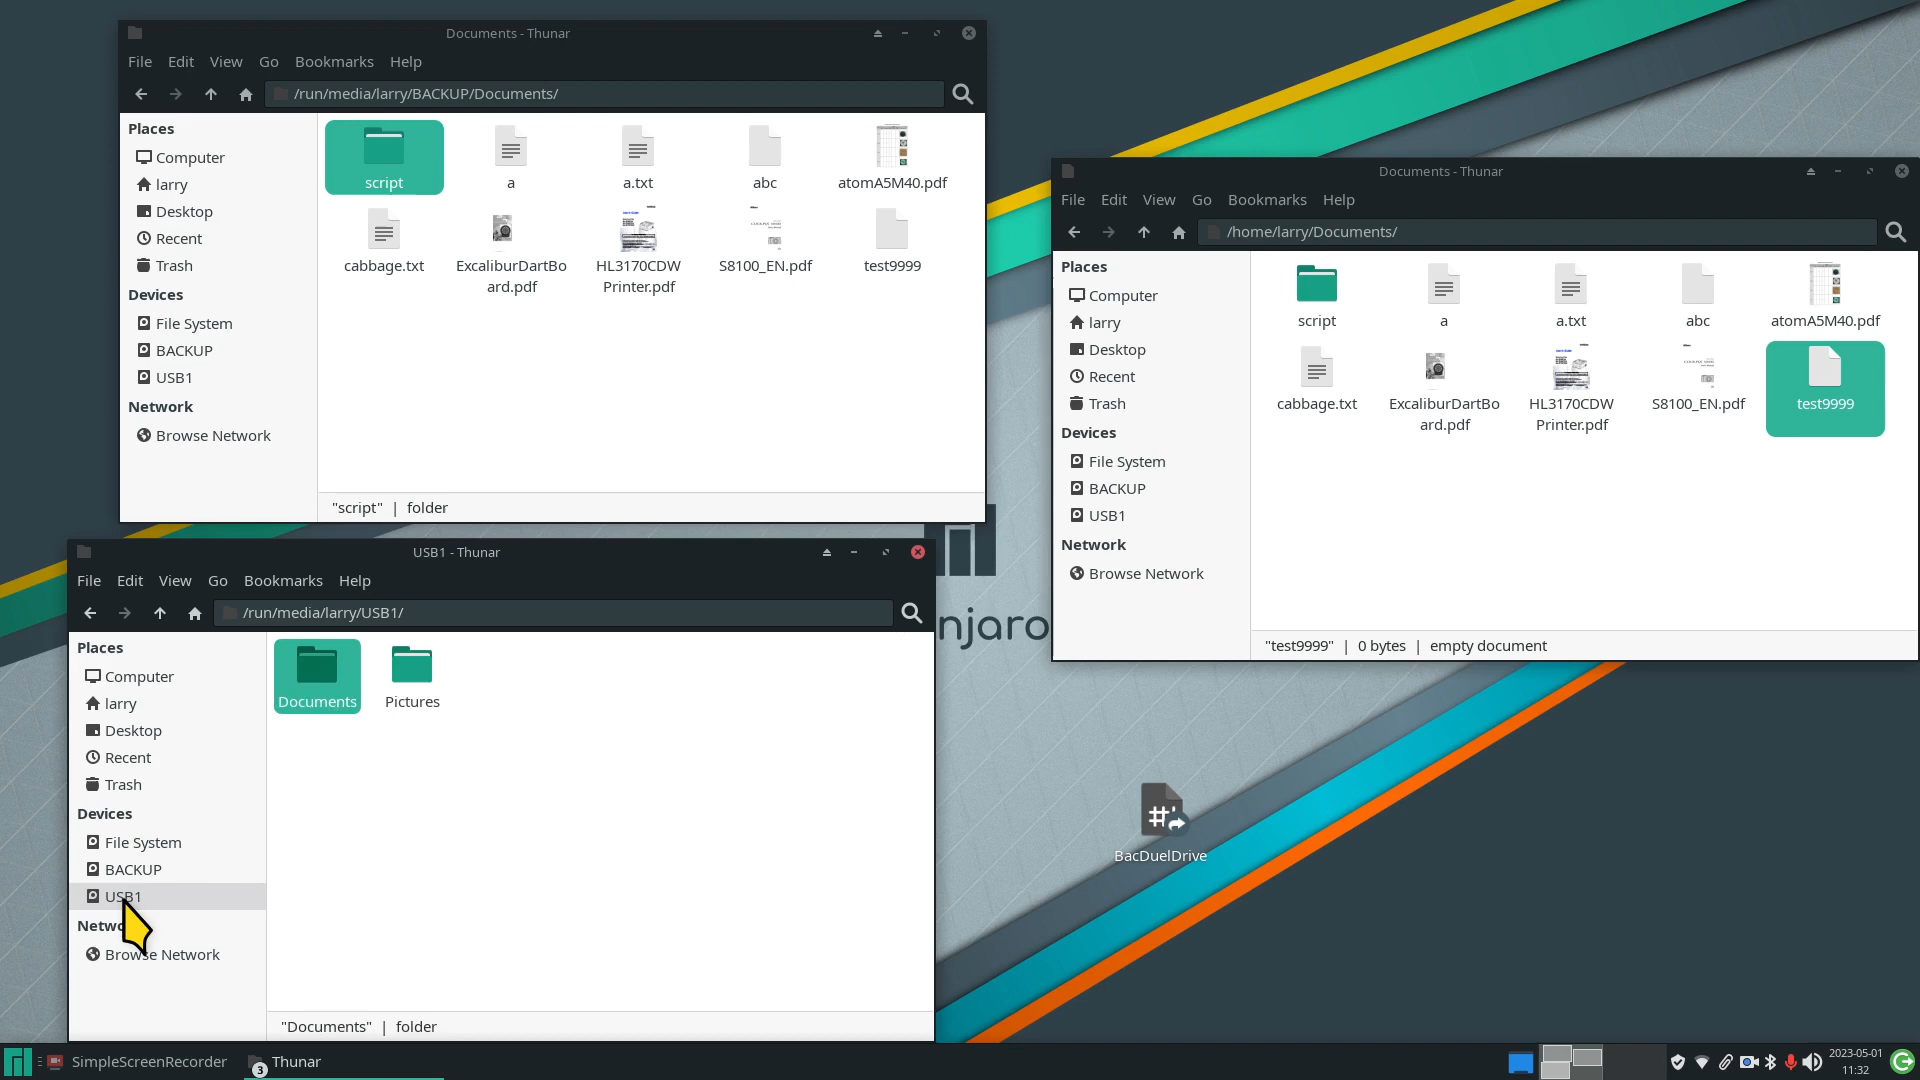 Documents - Thunar
File Edit View Go Bookmarks Help
/run/media/larry/BACKUP/Documents/
Places
Computer
larry
Desktop
Recent
Trash
Devices
File System
BACKUP
USB1
Network
Browse Network
script a a.txt abc atomA5M40.pdf
cabbage.txt ExcaliburDartBo HL3170CDW S8100_EN.pdf test9999
ard.pdf Printer.pdf
"script" | folder
Documents - Thunar
File Edit View Go Bookmarks Help
/home/larry/Documents/
Places
Computer
larry
Desktop
Recent
Trash
Devices
File System
BACKUP
USB1
Network
Browse Network
script a a.txt abc atomA5M40.pdf
cabbage.txt ExcaliburDartBo HL3170CDW S8100_EN.pdf test9999
ard.pdf Printer.pdf
"test9999" | 0 bytes | empty document
USB1 - Thunar
File Edit View Go Bookmarks Help
/run/media/larry/USB1/
Places
Computer
larry
Desktop
Recent
Trash
Devices
File System
BACKUP
USB1
Netwo
Browse Network
Documents Pictures
"Documents" | folder
njaro
BacDuelDrive
SimpleScreenRecorder
3 Thunar
2023-05-01
11:32